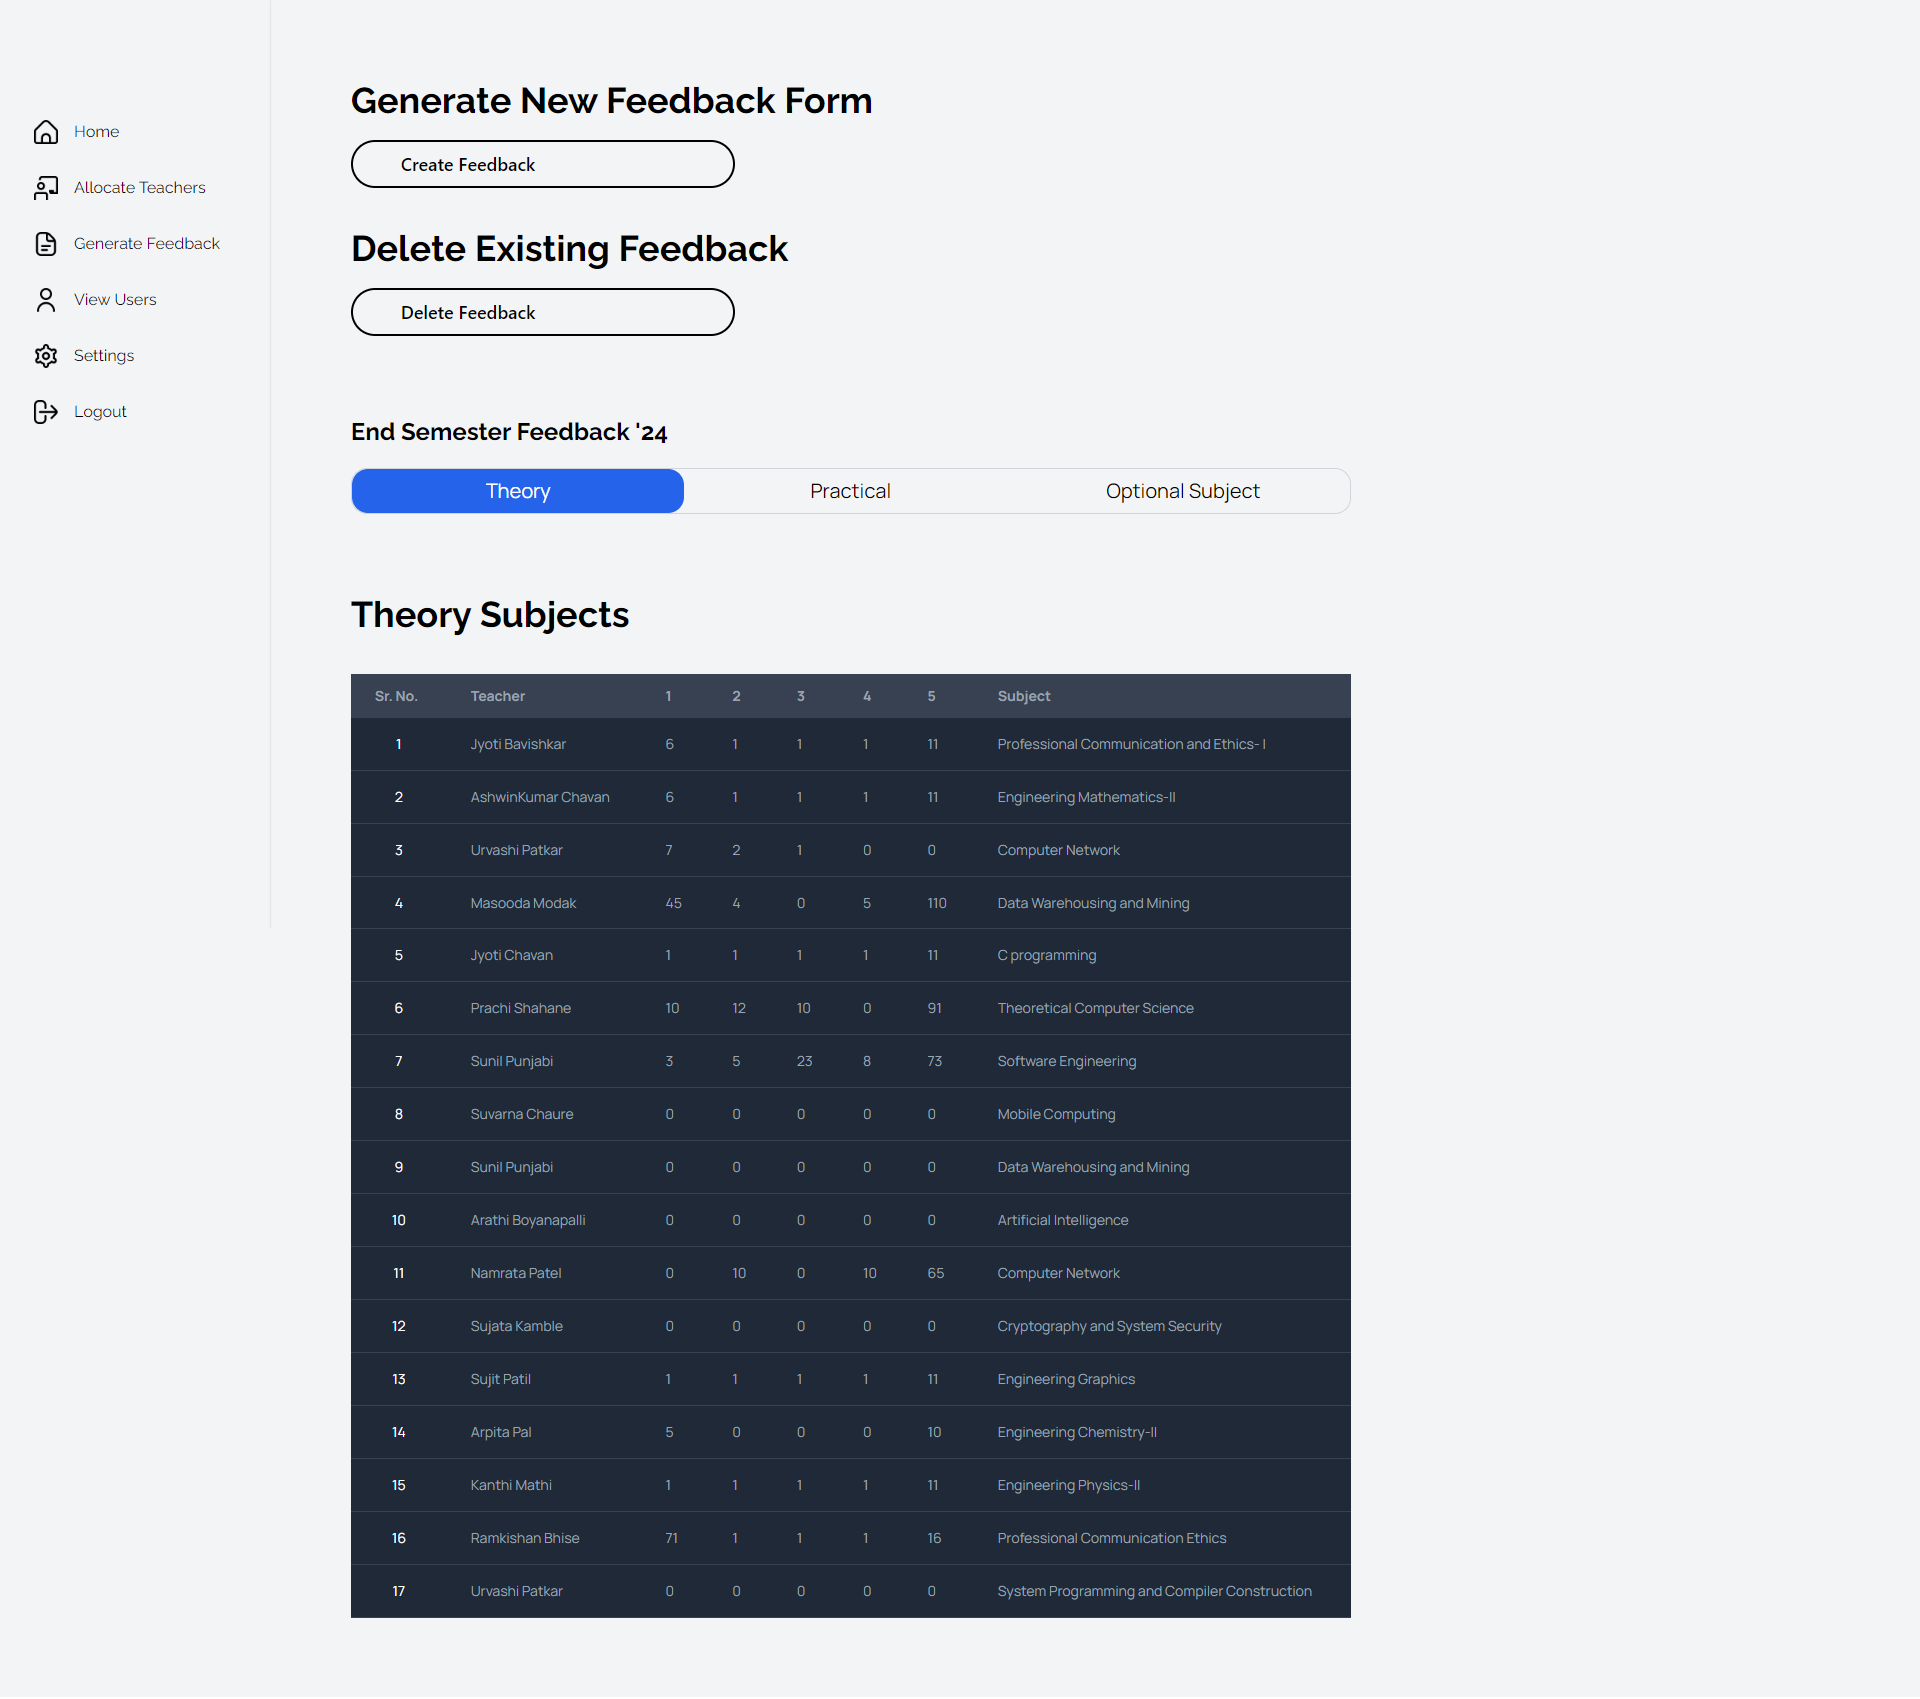 Home
Allocate Teachers
Generate Feedback
View Users
Settings
Logout
Generate New Feedback Form
Create Feedback
Delete Existing Feedback
Delete Feedback
End Semester Feedback '24
Theory Practical Optional Subject
Theory Subjects
Sr. No. Teacher 1 2 3 4 5 Subject
1 Jyoti Bavishkar 6 1 1 1 11 Professional Communication and Ethics- I
2 AshwinKumar Chavan 6 1 1 1 11 Engineering Mathematics-II
3 Urvashi Patkar 7 2 1 0 0 Computer Network
4 Masooda Modak 45 4 0 5 110 Data Warehousing and Mining
5 Jyoti Chavan 1 1 1 1 11 C programming
6 Prachi Shahane 10 12 10 0 91 Theoretical Computer Science
7 Sunil Punjabi 3 5 23 8 73 Software Engineering
8 Suvarna Chaure 0 0 0 0 0 Mobile Computing
9 Sunil Punjabi 0 0 0 0 0 Data Warehousing and Mining
10 Arathi Boyanapalli 0 0 0 0 0 Artificial Intelligence
11 Namrata Patel 0 10 0 10 65 Computer Network
12 Sujata Kamble 0 0 0 0 0 Cryptography and System Security
13 Sujit Patil 1 1 1 1 11 Engineering Graphics
14 Arpita Pal 5 0 0 0 10 Engineering Chemistry-II
15 Kanthi Mathi 1 1 1 1 11 Engineering Physics-II
16 Ramkishan Bhise 71 1 1 1 16 Professional Communication Ethics
17 Urvashi Patkar 0 0 0 0 0 System Programming and Compiler Construction